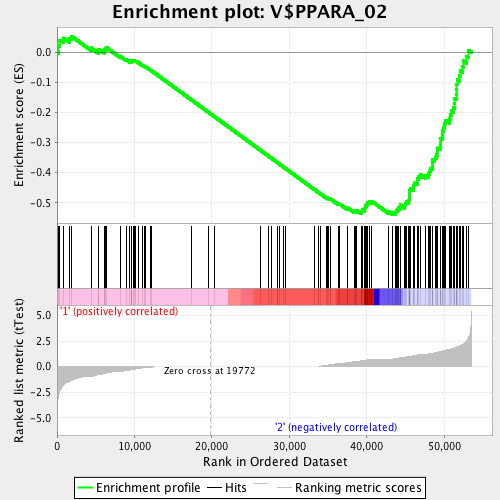 Enrichment plot: V$PPARA_02
Enrichment score (ES)
0.0
-0.1
-0.2
-0.3
-0.4
-0.5
'1' (positively correlated)
Ranked list metric (tTest)
5.0
2.5
0.0
-2.5
-5.0
Zero cross at 19772
'2' (negatively correlated)
0
10,000
20,000
30,000
40,000
50,000
Rank in Ordered Dataset
Enrichment profile
Hits
Ranking metric scores